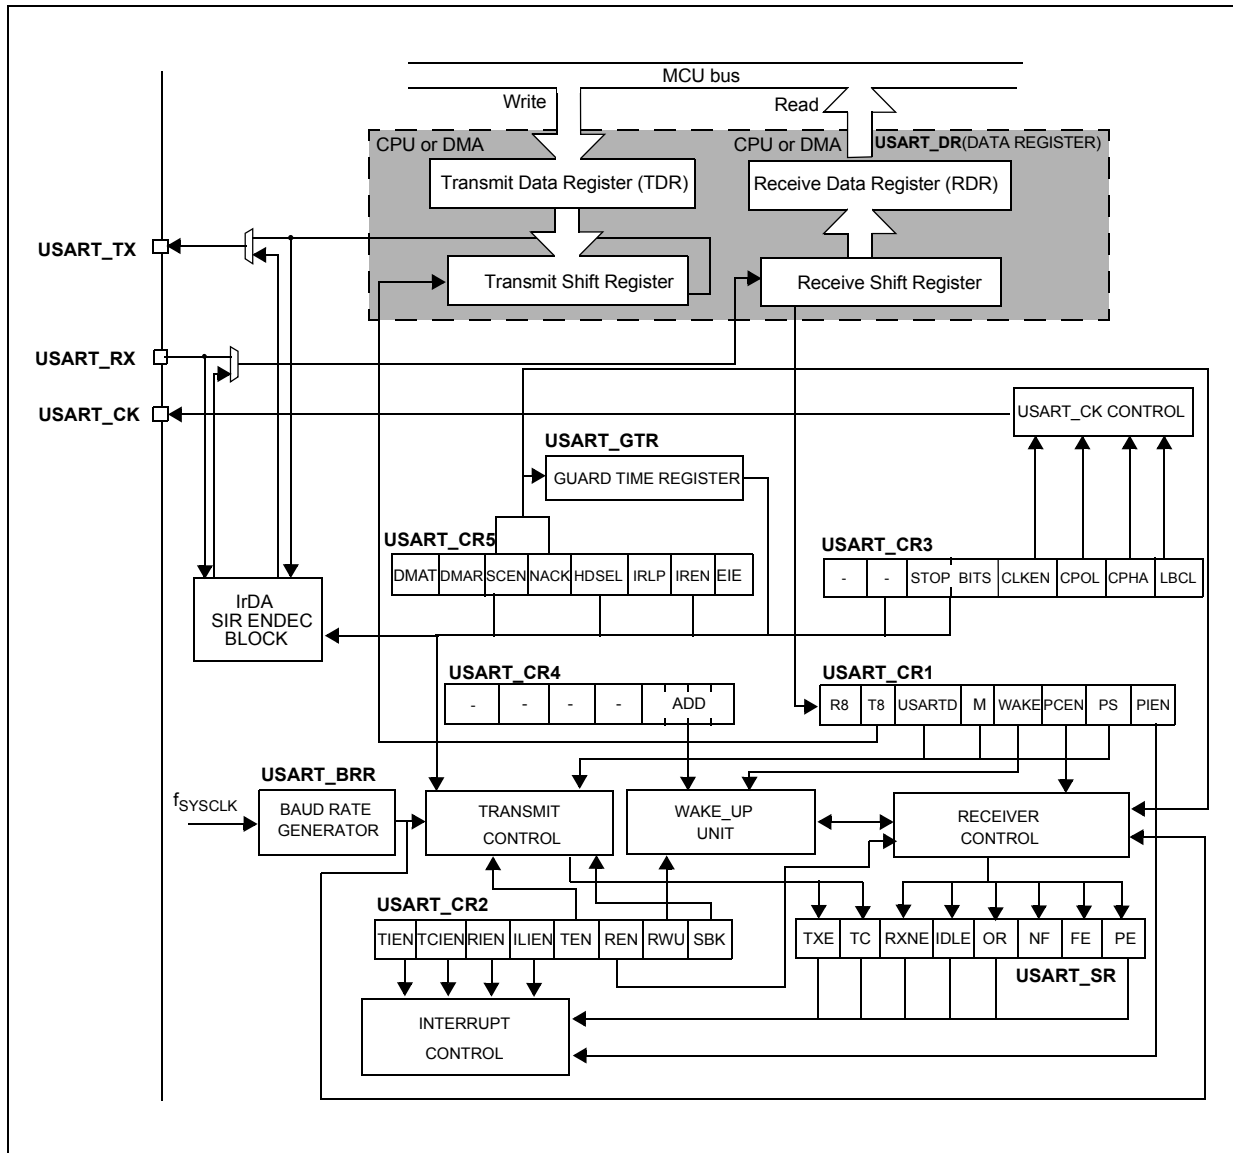 MCU bus
Write
Read
CPU or DMA
CPU or DMA
USART_DR(DATA REGISTER)
Transmit Data Register (TDR)
Receive Data Register (RDR)
USART_TX
Transmit Shift Register
Receive Shift Register
USART_RX
USART_CK
USART_CK CONTROL
USART_GTR
GUARD TIME REGISTER
USART_CR5
USART_CR3
DMAT DMAR SCEN NACK HDSEL IRLP IREN EIE
- - STOP BITS CLKEN CPOL CPHA LBCL
IrDA
SIR ENDEC
BLOCK
USART_CR4
USART_CR1
- - - - ADD
R8 T8 USARTD M WAKE PCEN PS PIEN
USART_BRR
fSYSCLK
BAUD RATE
GENERATOR
TRANSMIT
CONTROL
WAKE_UP
UNIT
RECEIVER
CONTROL
USART_CR2
TIEN TCIEN RIEN ILIEN TEN REN RWU SBK
TXE TC RXNE IDLE OR NF FE PE
USART_SR
INTERRUPT
CONTROL